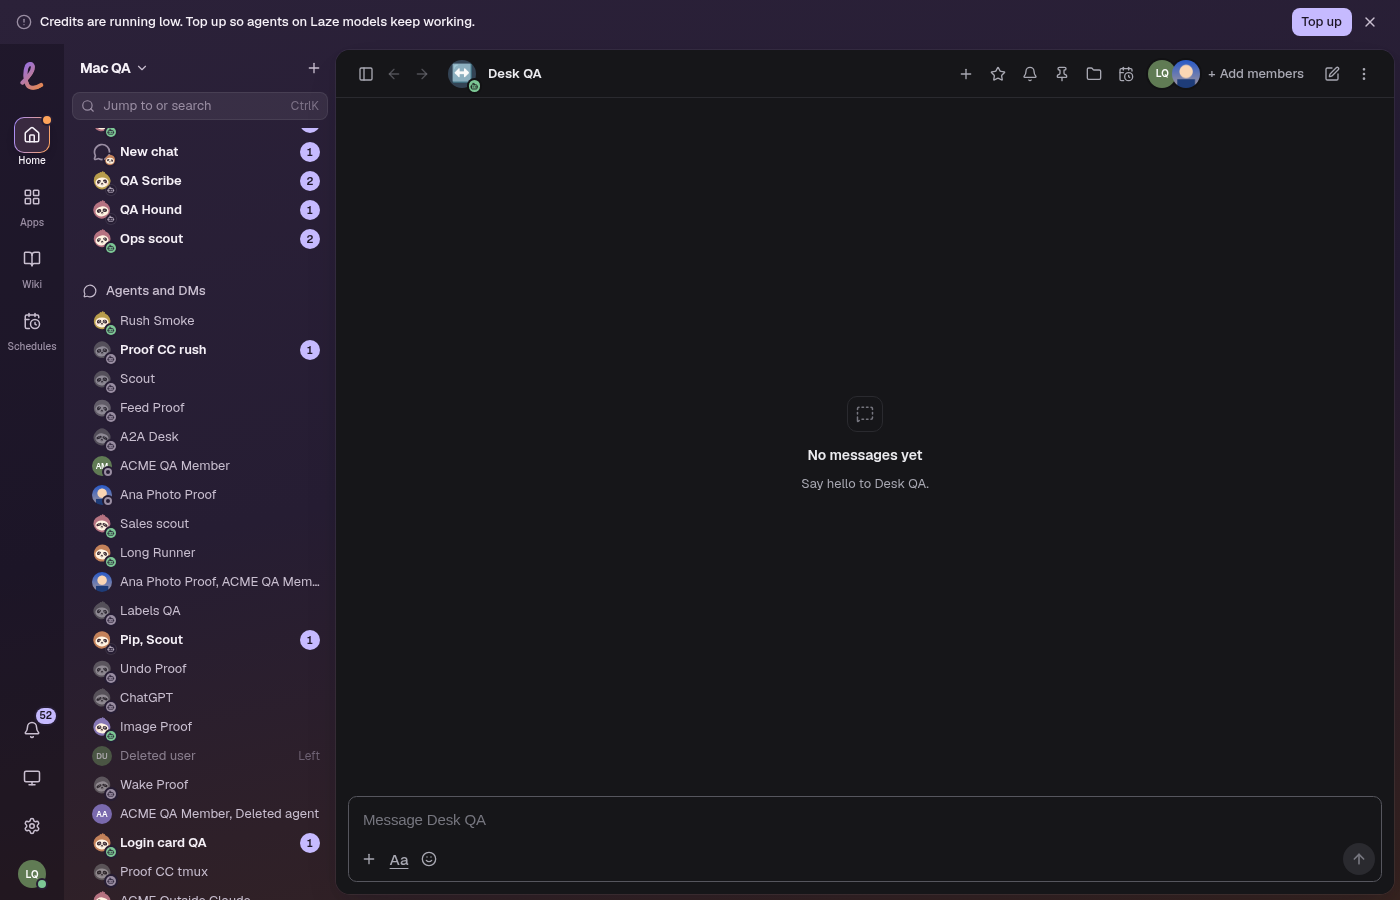 Credits are running low. Top up so agents on Laze models keep working.
Top up
Mac QA
Jump to or search
CtrlK
Home
Apps
Wiki
Schedules
52
LQ
New chat
1
QA Scribe
2
QA Hound
1
Ops scout
2
Agents and DMs
Rush Smoke
Proof CC rush
1
Scout
Feed Proof
A2A Desk
AM
ACME QA Member
Ana Photo Proof
Sales scout
Long Runner
Ana Photo Proof, ACME QA Mem…
Labels QA
Pip, Scout
1
Undo Proof
ChatGPT
Image Proof
DU
Deleted user
Left
Wake Proof
AA
ACME QA Member, Deleted agent
Login card QA
1
Proof CC tmux
ACME Outside Claude
Desk QA
LQ
+ Add members
No messages yet
Say hello to Desk QA.
Message Desk QA
Aa